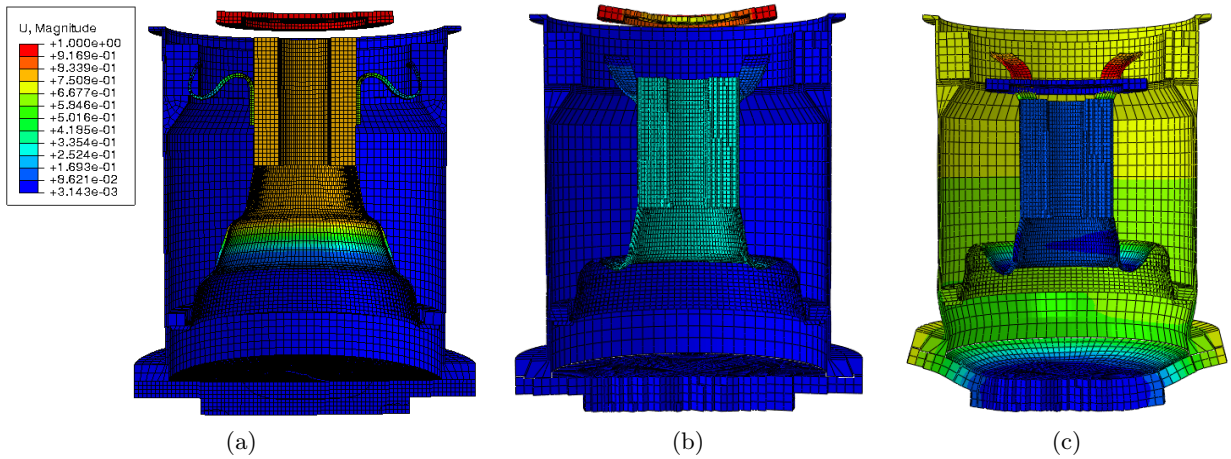 U, Magnitude
+1.000e+00
+9.169e-01
+8.339e-01
+7.508e-01
+6.677e-01
+5.846e-01
+5.016e-01
+4.185e-01
+3.354e-01
+2.524e-01
+1.693e-01
+8.621e-02
+3.143e-03
(a) (b) (c)